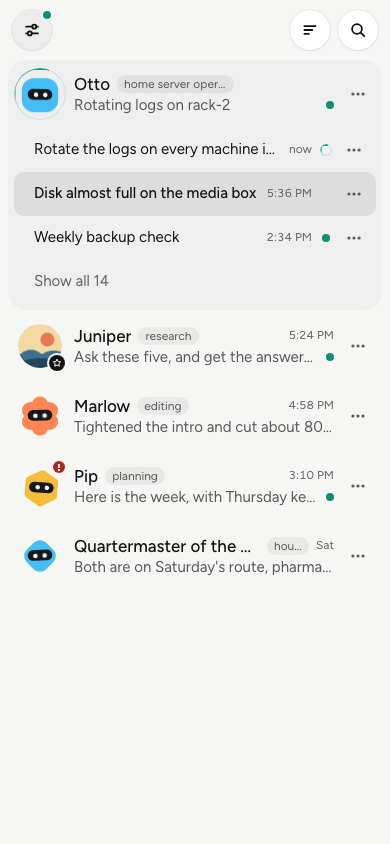 Otto home server oper...
Rotating logs on rack-2
Rotate the logs on every machine i... now
Disk almost full on the media box 5:36 PM
Weekly backup check 2:34 PM
Show all 14
Juniper research 5:24 PM
Ask these five, and get the answer...
Marlow editing 4:58 PM
Tightened the intro and cut about 80...
Pip planning 3:10 PM
Here is the week, with Thursday ke...
Quartermaster of the ... hou... Sat
Both are on Saturday's route, pharma...